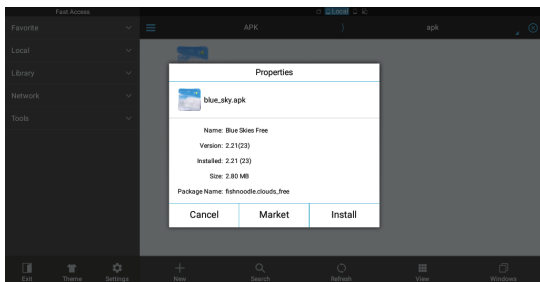 Fast Access
Local
Favorite
APK
apk
Local
Library
Network
Tools
Properties
blue_sky.apk
Name: Blue Skies Free
Version: 2.21(23)
Installed: 2.21 (23)
Size: 2.80 MB
Package Name: fishnoodle.clouds_free
Cancel
Market
Install
Exit
Theme
Settings
New
Search
Refresh
View
Windows